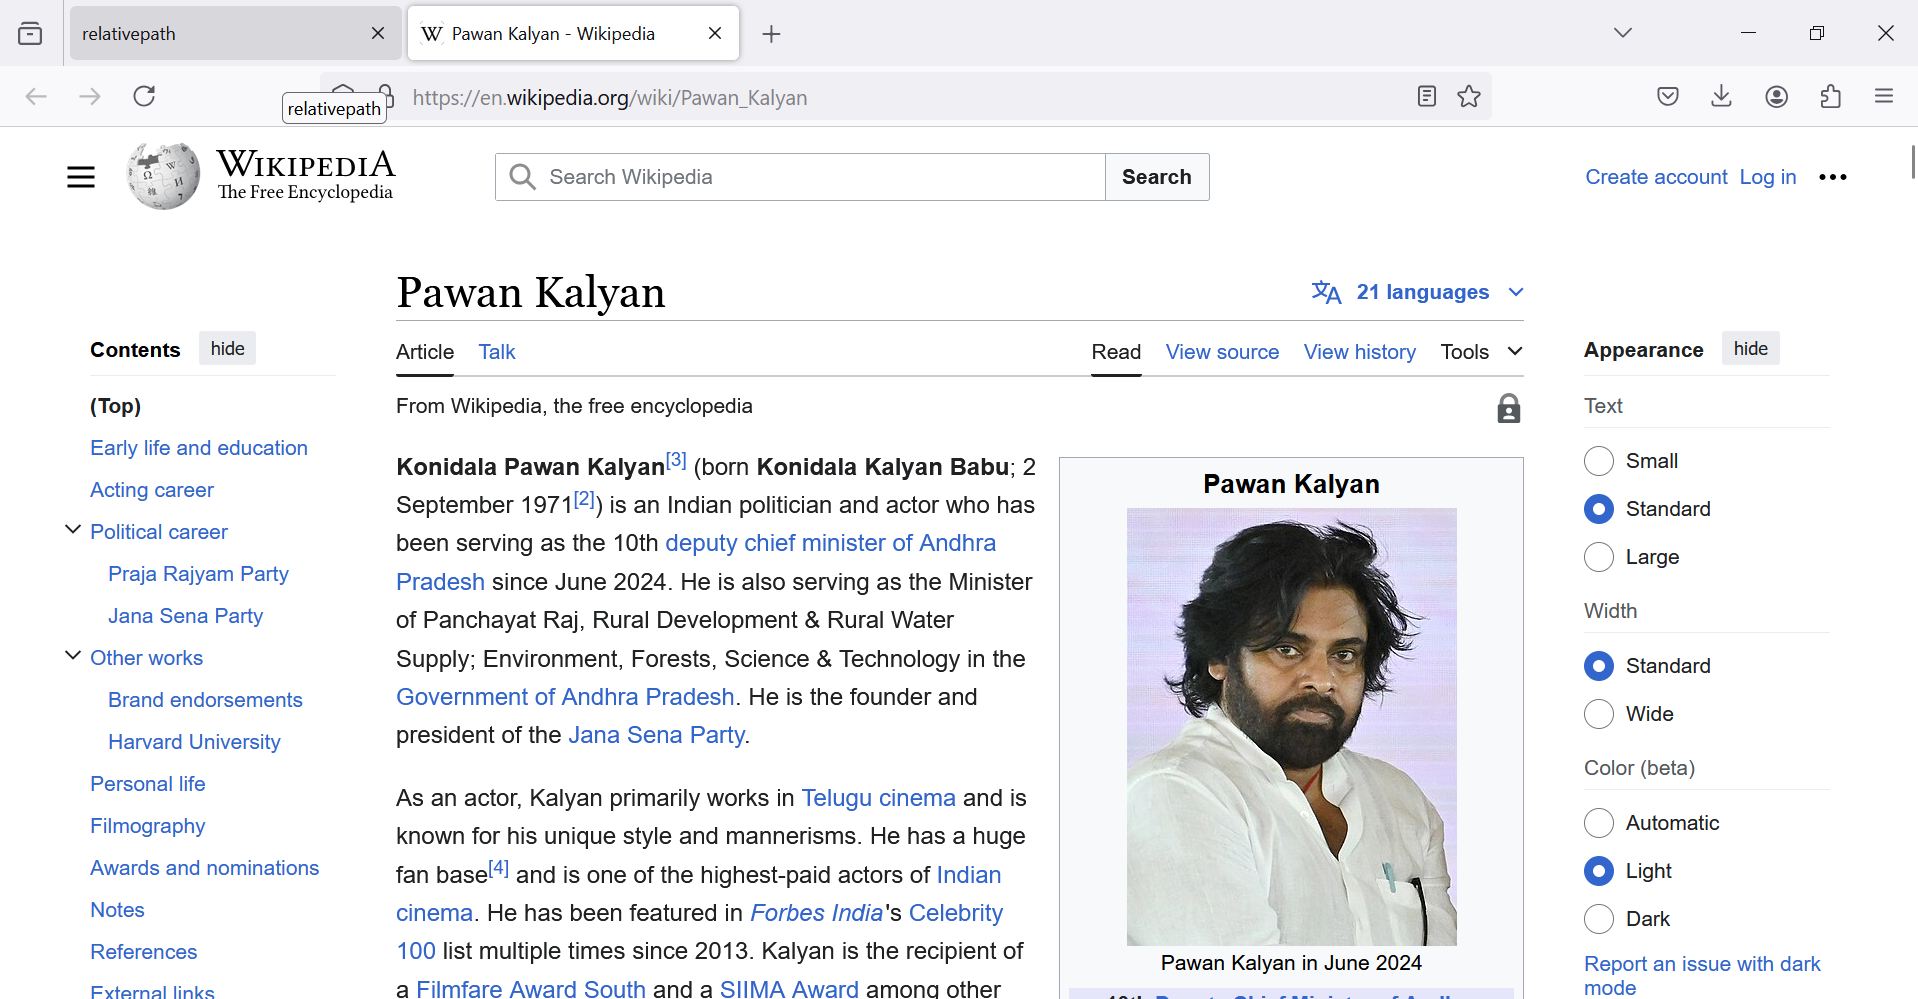 relativepath
Pawan Kalyan - Wikipedia
https://en.wikipedia.org/wiki/Pawan_Kalyan
relativepath
WIKIPEDIA
The Free Encyclopedia
Search Wikipedia
Search
Create account Log in
Pawan Kalyan
21 languages
Contents hide
Article Talk
Read View source View history Tools
Appearance hide
(Top)
Early life and education
Acting career
Political career
Praja Rajyam Party
Jana Sena Party
Other works
Brand endorsements
Harvard University
Personal life
Filmography
Awards and nominations
Notes
References
External links
From Wikipedia, the free encyclopedia
Konidala Pawan Kalyan[3] (born Konidala Kalyan Babu; 2
September 1971[2]) is an Indian politician and actor who has
been serving as the 10th deputy chief minister of Andhra
Pradesh since June 2024. He is also serving as the Minister
of Panchayat Raj, Rural Development & Rural Water
Supply; Environment, Forests, Science & Technology in the
Government of Andhra Pradesh. He is the founder and
president of the Jana Sena Party.
As an actor, Kalyan primarily works in Telugu cinema and is
known for his unique style and mannerisms. He has a huge
fan base[4] and is one of the highest-paid actors of Indian
cinema. He has been featured in Forbes India's Celebrity
100 list multiple times since 2013. Kalyan is the recipient of
a Filmfare Award South and a SIIMA Award among other
Pawan Kalyan
Pawan Kalyan in June 2024
Text
Small
Standard
Large
Width
Standard
Wide
Color (beta)
Automatic
Light
Dark
Report an issue with dark
mode